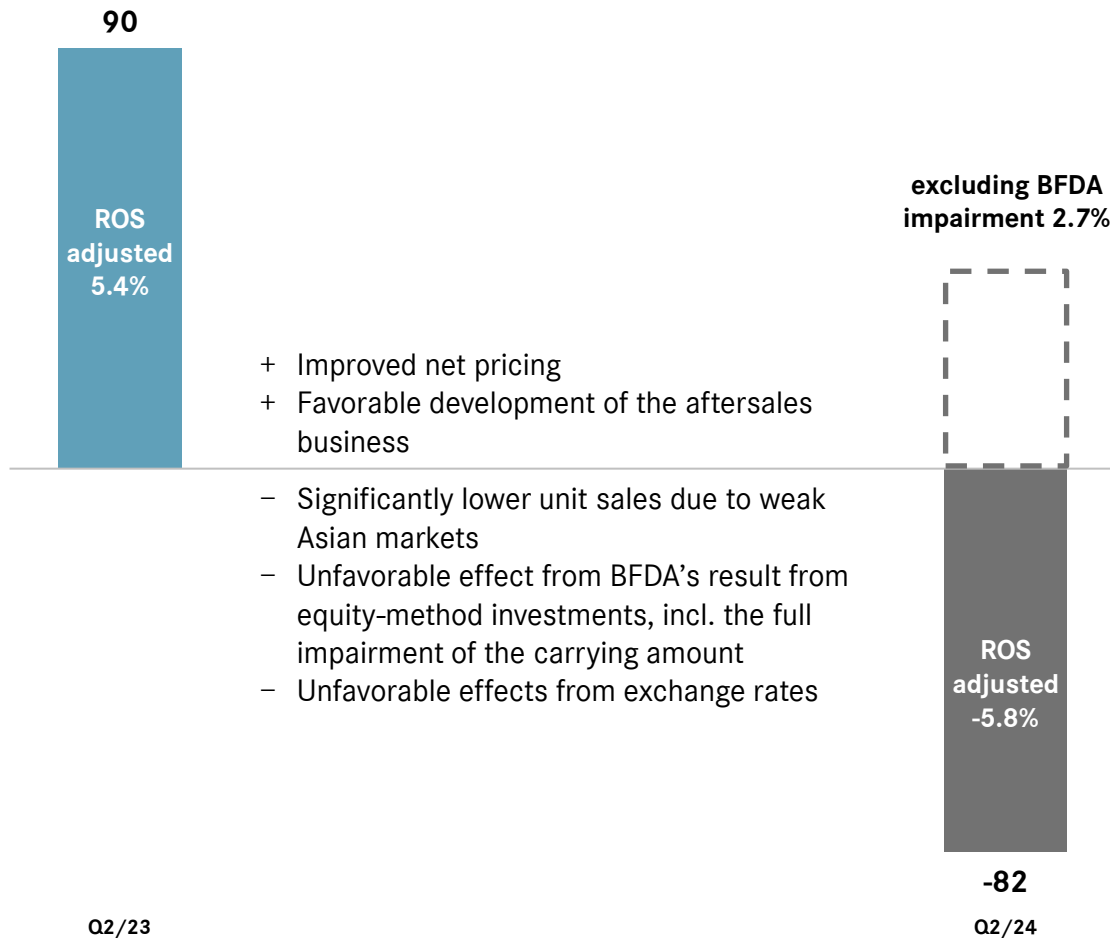 90
ROS
adjusted
5.4%
excluding BFDA
impairment 2.7%
+ Improved net pricing
+ Favorable development of the aftersales
business
– Significantly lower unit sales due to weak
Asian markets
– Unfavorable effect from BFDA’s result from
equity-method investments, incl. the full
impairment of the carrying amount
– Unfavorable effects from exchange rates
ROS
adjusted
-5.8%
-82
Q2/23
Q2/24